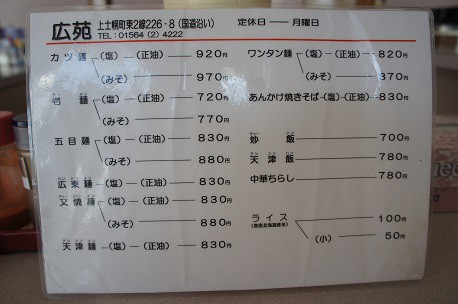 広苑 上士幌町東2線226-8（国道沿い） 定休日―月曜日
TEL:01564（2）4222
カツ麺―(塩)―(正油)―920円
(みそ)―970円
(塩)―(正油)―720円
(みそ)―770円
五目麺―(塩)―(正油)―830円
(みそ)―880円
広東麺―(塩)―(正油)―830円
叉焼麺―(塩)―(正油)―830円
(みそ)―880円
天津麺―(塩)―(正油)―830円
ワンタン麺―(塩)―(正油)―820円
(みそ)―370円
あんかけ焼きそば―(塩)―(正油)―830円
炒飯―700円
天津飯―780円
中華ちらし―780円
ライス―100円
(小)―50円